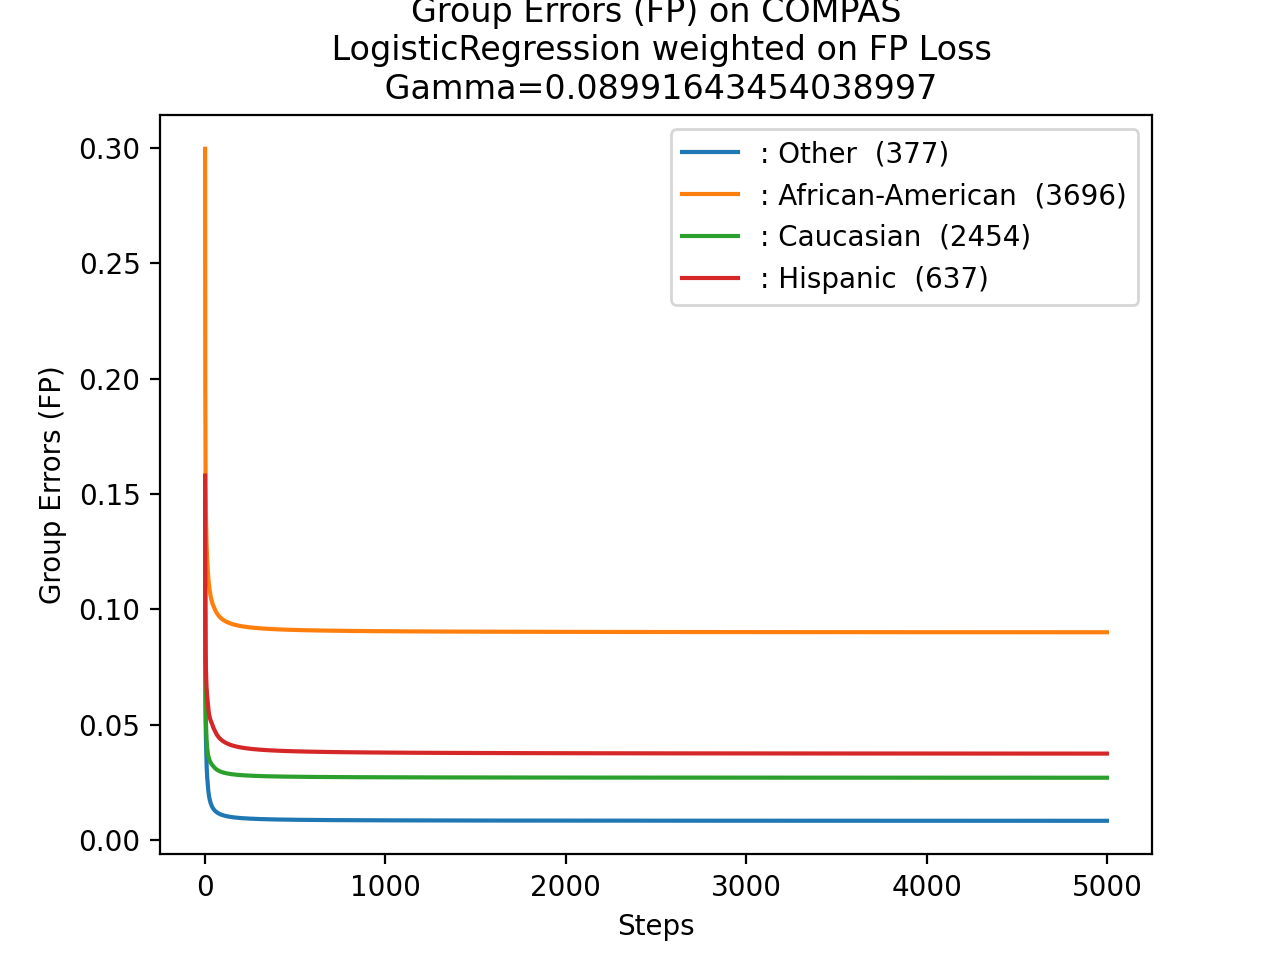 Group Errors (FP) on COMPAS
LogisticRegression weighted on FP Loss
Gamma=0.08991643454038997
: Other (377)
: African-American (3696)
: Caucasian (2454)
: Hispanic (637)
Group Errors (FP)
0.30
0.25
0.20
0.15
0.10
0.05
0.00
0
1000
2000
3000
4000
5000
Steps